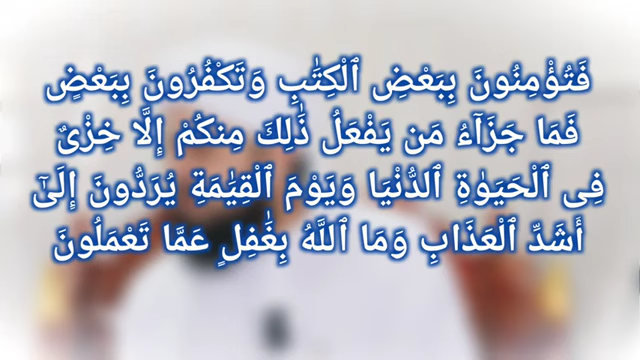 فَتُؤْمِنُونَ بِبَعْضِ ٱلْكِتَٰبِ وَتَكْفُرُونَ بِبَعْضٍ
فَمَا جَزَآءُ مَن يَفْعَلُ ذَٰلِكَ مِنكُمْ إِلَّا خِزْىٌ
فِى ٱلْحَيَوٰةِ ٱلدُّنْيَا وَيَوْمَ ٱلْقِيَٰمَةِ يُرَدُّونَ إِلَىٰٓ
أَشَدِّ ٱلْعَذَابِ وَمَا ٱللَّهُ بِغَٰفِلٍ عَمَّا تَعْمَلُونَ